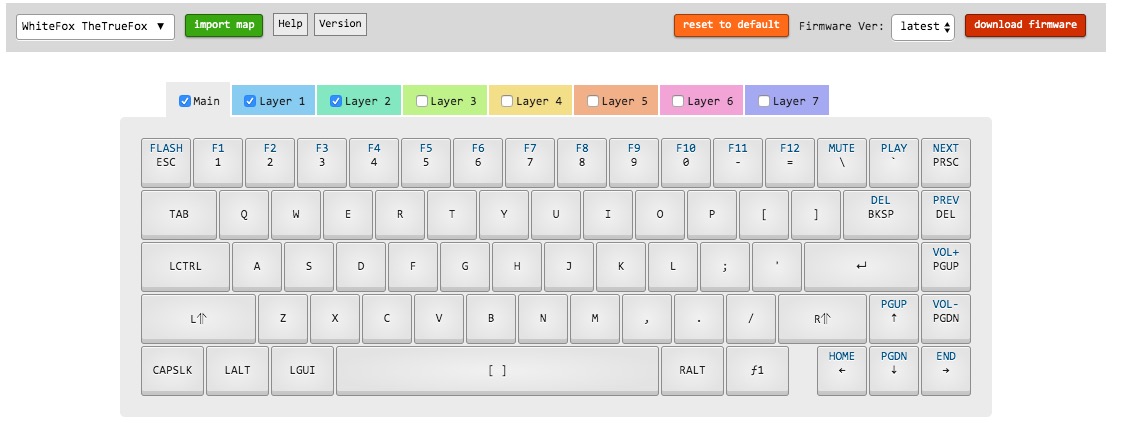 WhiteFox TheTrueFox ▼ import map Help Version reset to default Firmware Ver: latest download firmware
Main Layer 1 Layer 2 Layer 3 Layer 4 Layer 5 Layer 6 Layer 7
FLASH F1 F2 F3 F4 F5 F6 F7 F8 F9 F10 F11 F12 MUTE PLAY NEXT
ESC 1 2 3 4 5 6 7 8 9 0 - = \ ` PRSC
DEL PREV
TAB Q W E R T Y U I O P [ ] BKSP DEL
VOL+
LCTRL A S D F G H J K L ; ' ↵ PGUP
PGUP VOL-
L⇑ Z X C V B N M , . / R⇑ ↑ PGDN
HOME PGDN END
CAPSLK LALT LGUI [ ] RALT ƒ1 ← ↓ →